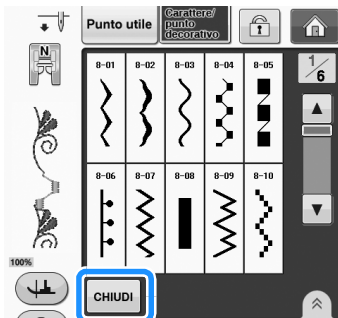 Punto utile
Carattere/
punto
decorativo
N
1/6
8-01 8-02 8-03 8-04 8-05
8-06 8-07 8-08 8-09 8-10
100%
CHIUDI